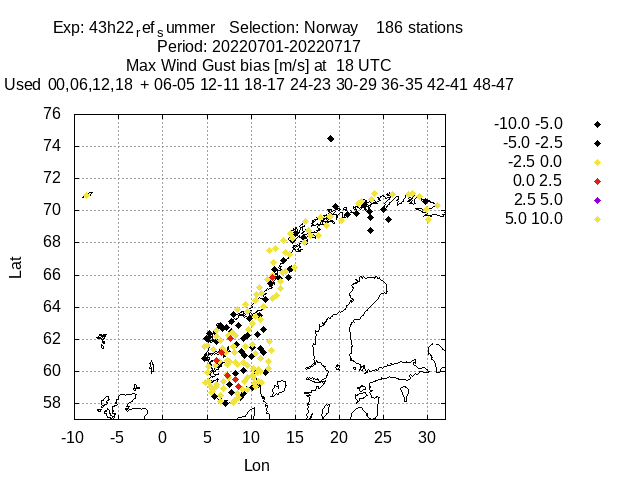 Exp: 43h22refsummer   Selection: Norway    186 stations
Period: 20220701-20220717
Max Wind Gust bias [m/s] at  18 UTC
Used 00,06,12,18  + 06-05 12-11 18-17 24-23 30-29 36-35 42-41 48-47
-10.0 -5.0
-5.0 -2.5
-2.5 0.0
0.0 2.5
2.5 5.0
5.0 10.0
76
74
72
70
68
66
64
62
60
58
Lat
-10 -5 0 5 10 15 20 25 30
Lon